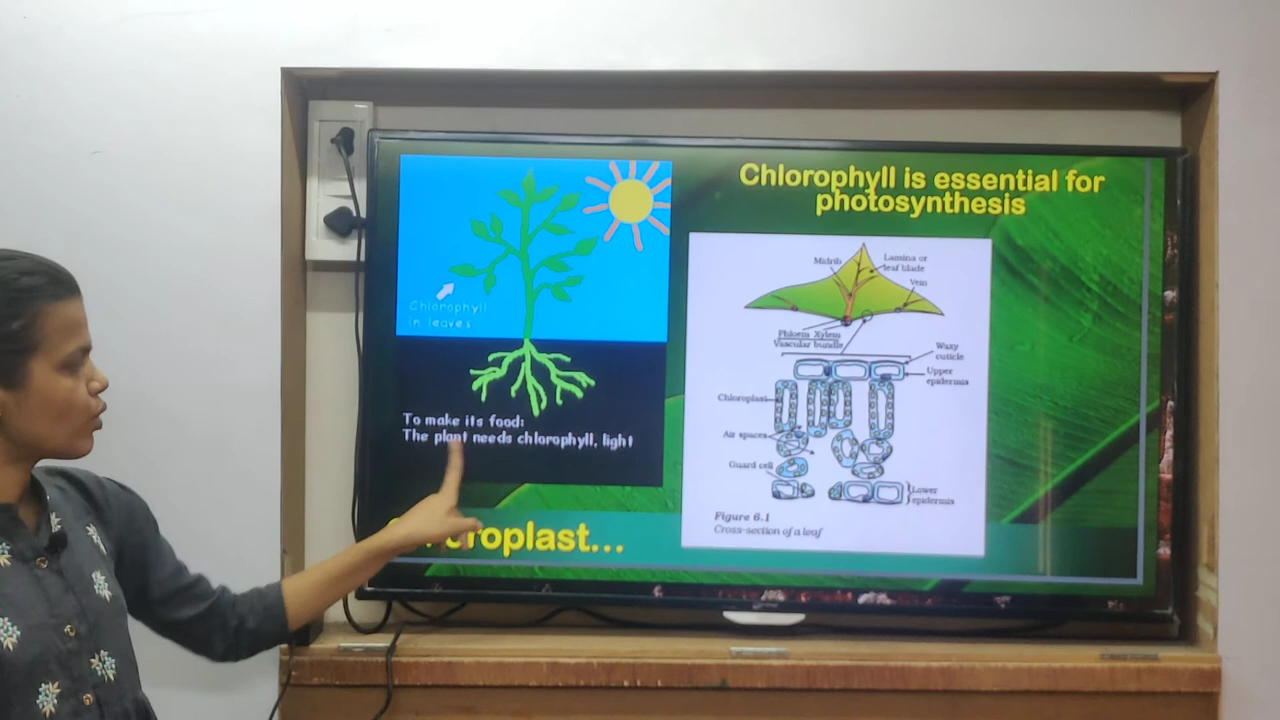 Chlorophyll is essential for
photosynthesis
Chlorophyll
in leaves
To make its food:
The plant needs chlorophyll, light
Midrib
Lamina or
leaf blade
Vein
Phloem Xylem
Vascular bundle
Waxy
cuticle
Upper
epidermis
Chloroplast
Air spaces
Guard cell
Lower
epidermis
Figure 6.1
Cross-section of a leaf